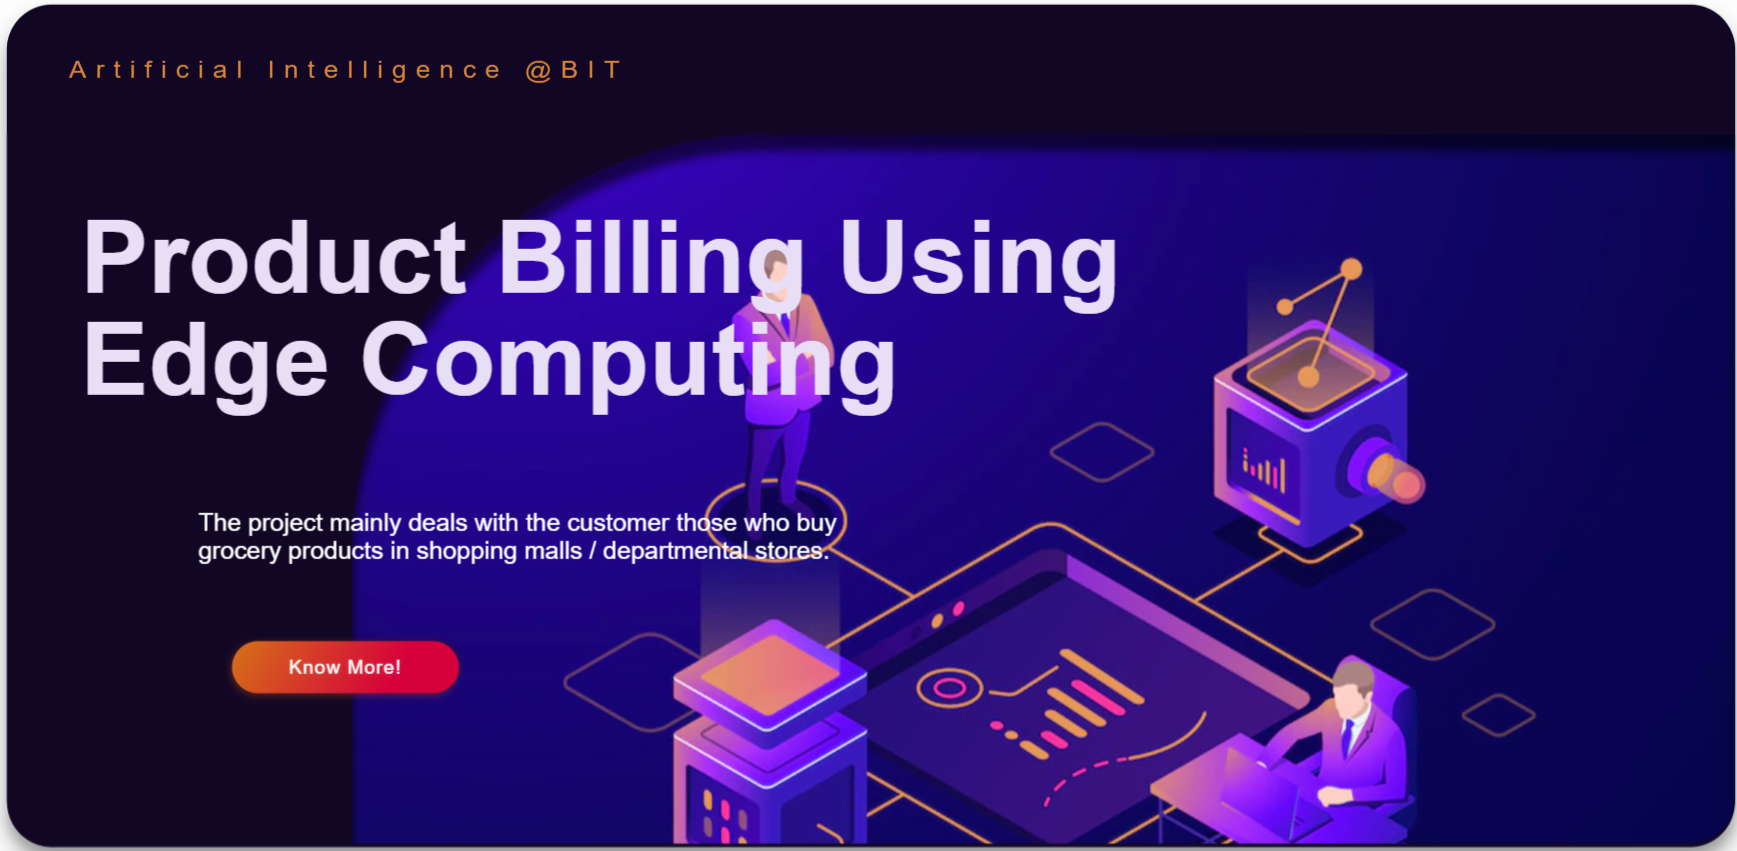 Artificial Intelligence @BIT
Product Billing Using
Edge Computing
The project mainly deals with the customer those who buy
grocery products in shopping malls / departmental stores.
Know More!